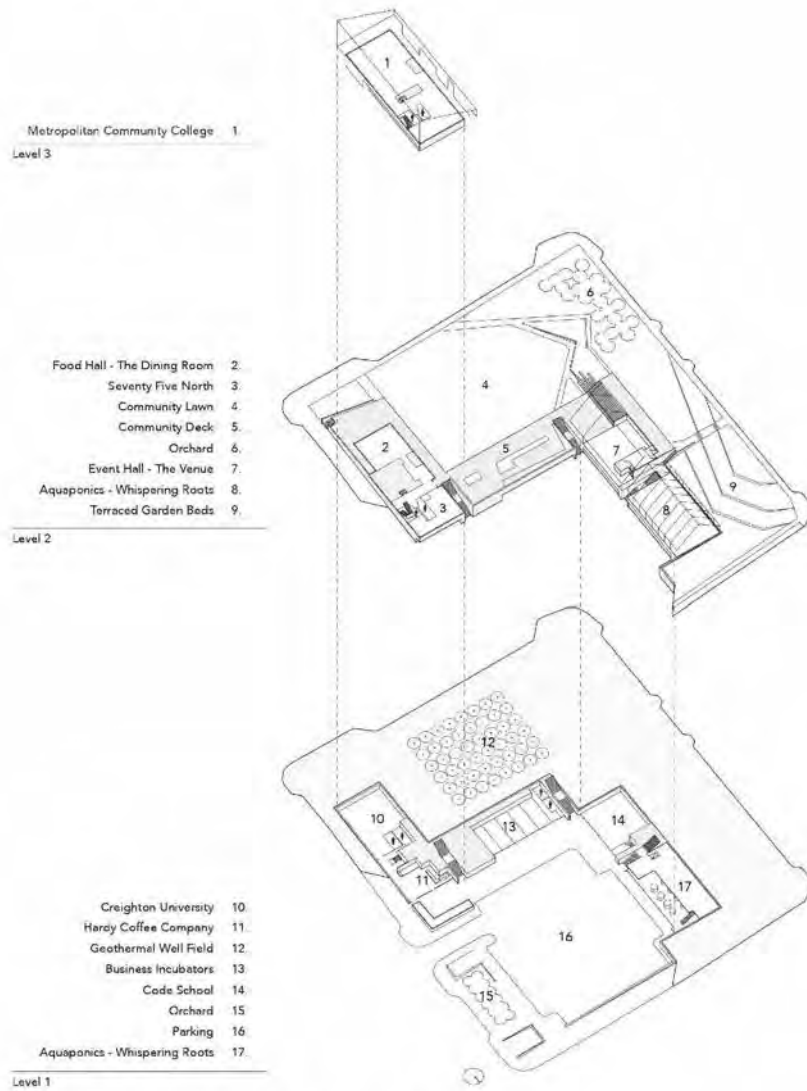 1
Metropolitan Community College 1.
Level 3
6
4
Food Hall - The Dining Room 2.
Seventy Five North 3.
Community Lawn 4.
Community Deck 5.
Orchard 6.
Event Hall - The Venue 7.
Aquaponics - Whispering Roots 8.
Terraced Garden Beds 9.
Level 2
2
5
7
9
3
8
12
10
13
14
11
17
16
15
Creighton University 10.
Hardy Coffee Company 11.
Geothermal Well Field 12.
Business Incubators 13.
Code School 14.
Orchard 15.
Parking 16.
Aquaponics - Whispering Roots 17.
Level 1